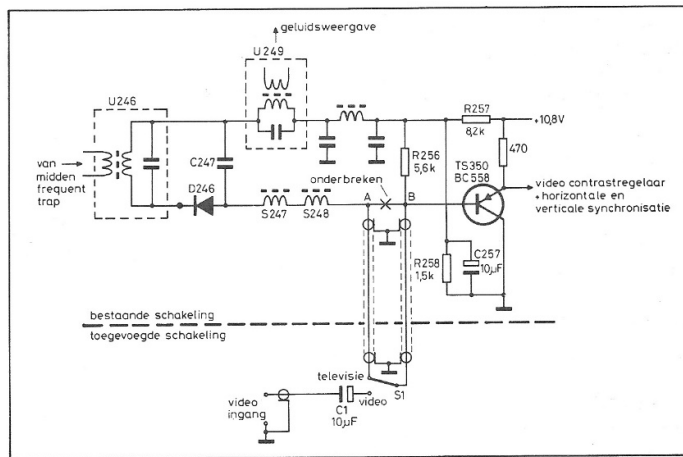 geluidsweergave
U249
U246
R257
8,2k
+10,8V
470
van
midden
frequent
trap
C247
R256
5,6k
TS350
BC558
D246
onderbreken
A
B
S247
S248
video contrastregelaar
+ horizontale en
verticale synchronisatie
R258
1,5k
C257
10µF
bestaande schakeling
toegevoegde schakeling
televisie
S1
video
ingang
C1
10µF
video